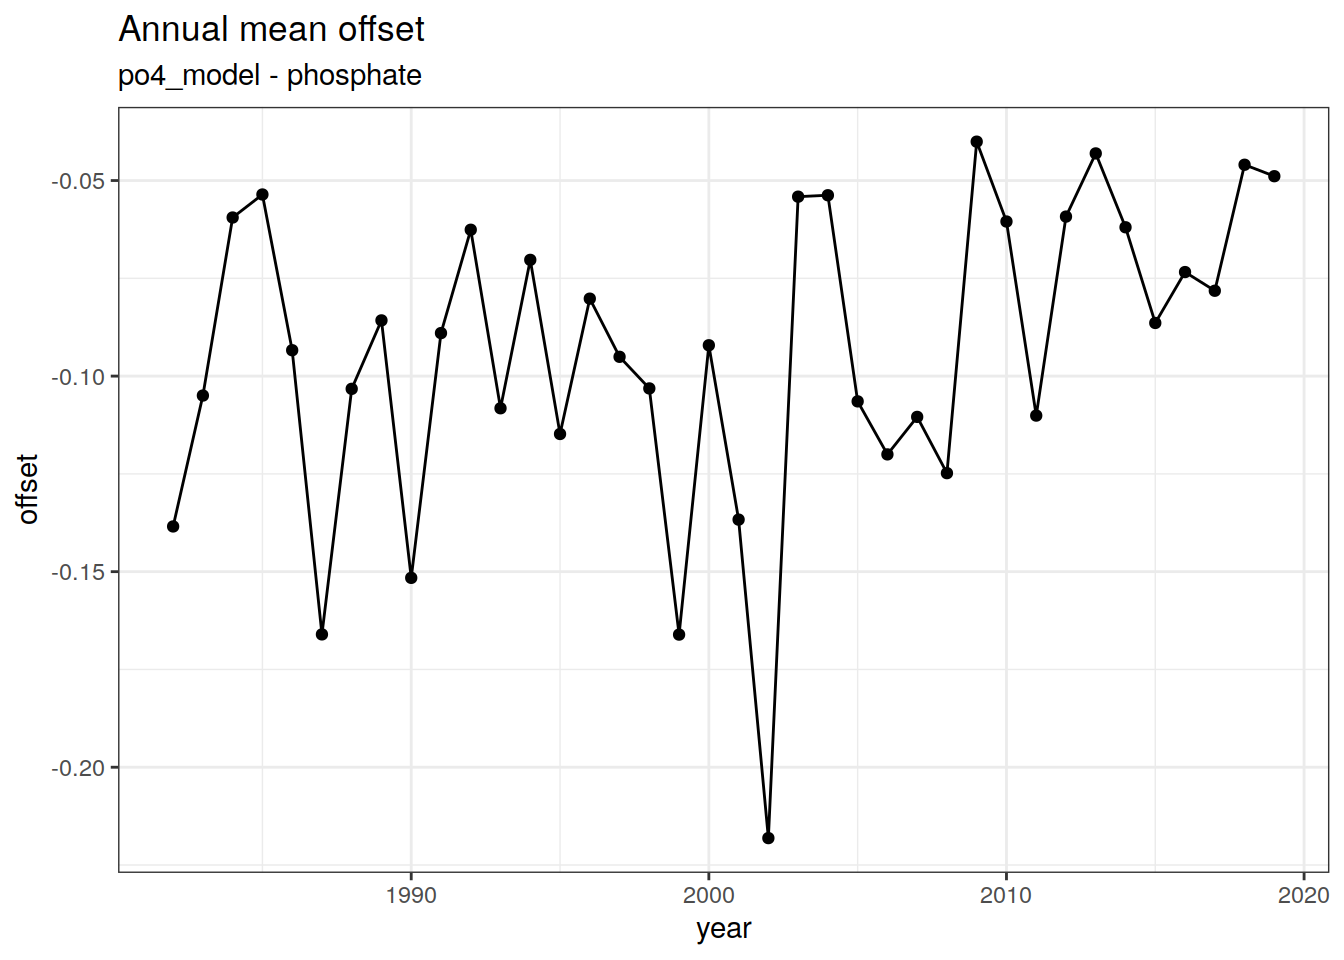 Annual mean offset
po4_model - phosphate
-0.05
-0.10
-0.15
-0.20
offset
1990 2000 2010 2020
year